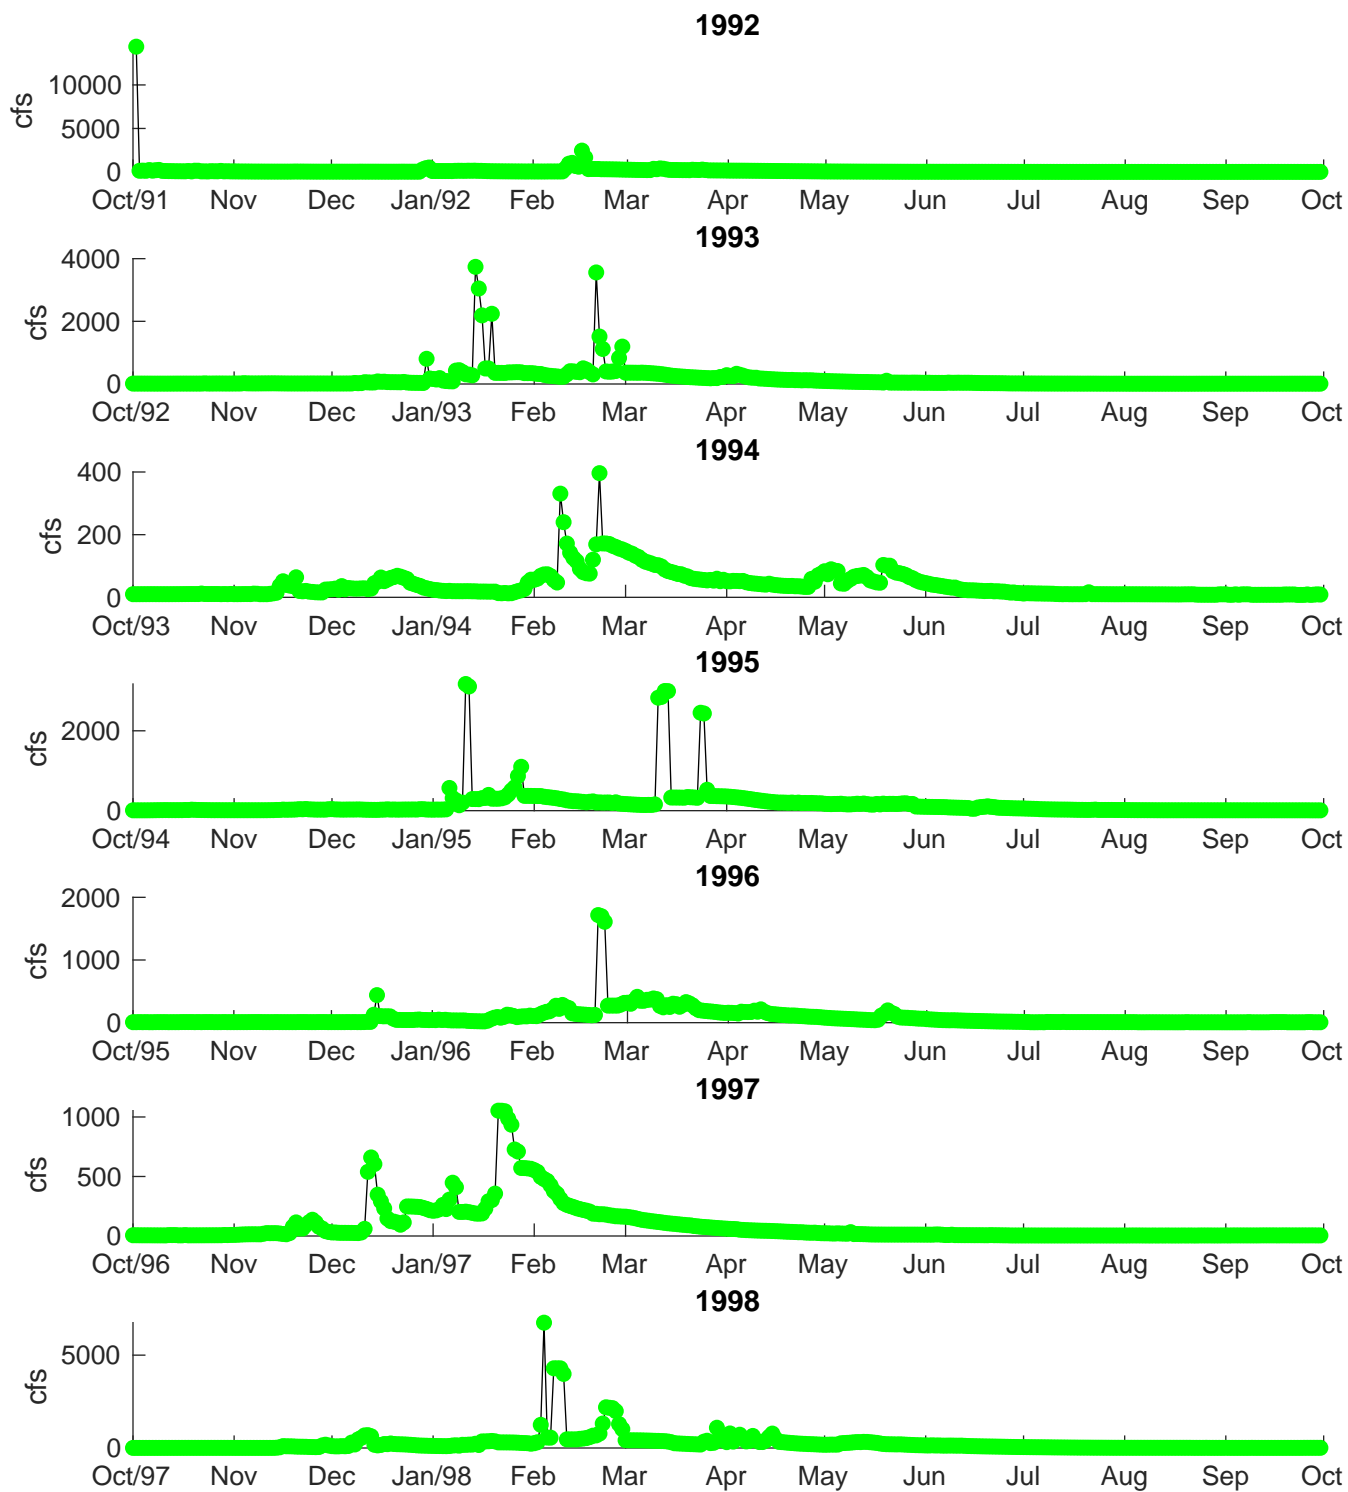 1992
cfs
10000
5000
0
Oct/91 Nov Dec Jan/92 Feb Mar Apr May Jun Jul Aug Sep Oct
1993
cfs
4000
2000
0
Oct/92 Nov Dec Jan/93 Feb Mar Apr May Jun Jul Aug Sep Oct
1994
cfs
400
200
0
Oct/93 Nov Dec Jan/94 Feb Mar Apr May Jun Jul Aug Sep Oct
1995
cfs
2000
0
Oct/94 Nov Dec Jan/95 Feb Mar Apr May Jun Jul Aug Sep Oct
1996
cfs
2000
1000
0
Oct/95 Nov Dec Jan/96 Feb Mar Apr May Jun Jul Aug Sep Oct
1997
cfs
1000
500
0
Oct/96 Nov Dec Jan/97 Feb Mar Apr May Jun Jul Aug Sep Oct
1998
cfs
5000
0
Oct/97 Nov Dec Jan/98 Feb Mar Apr May Jun Jul Aug Sep Oct